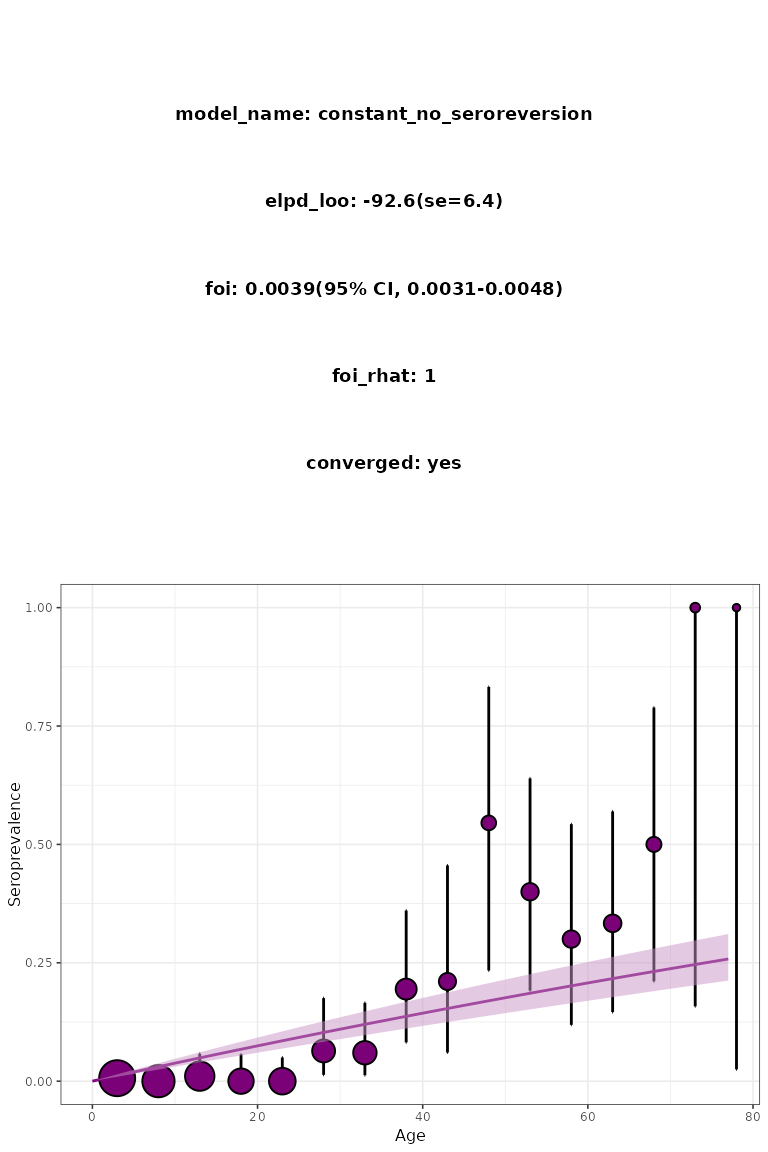 model_name: constant_no_seroreversion
elpd_loo: -92.6(se=6.4)
foi: 0.0039(95% CI, 0.0031-0.0048)
foi_rhat: 1
converged: yes
1.00
0.75
0.50
0.25
0.00
Seroprevalence
0 20 40 60 80
Age